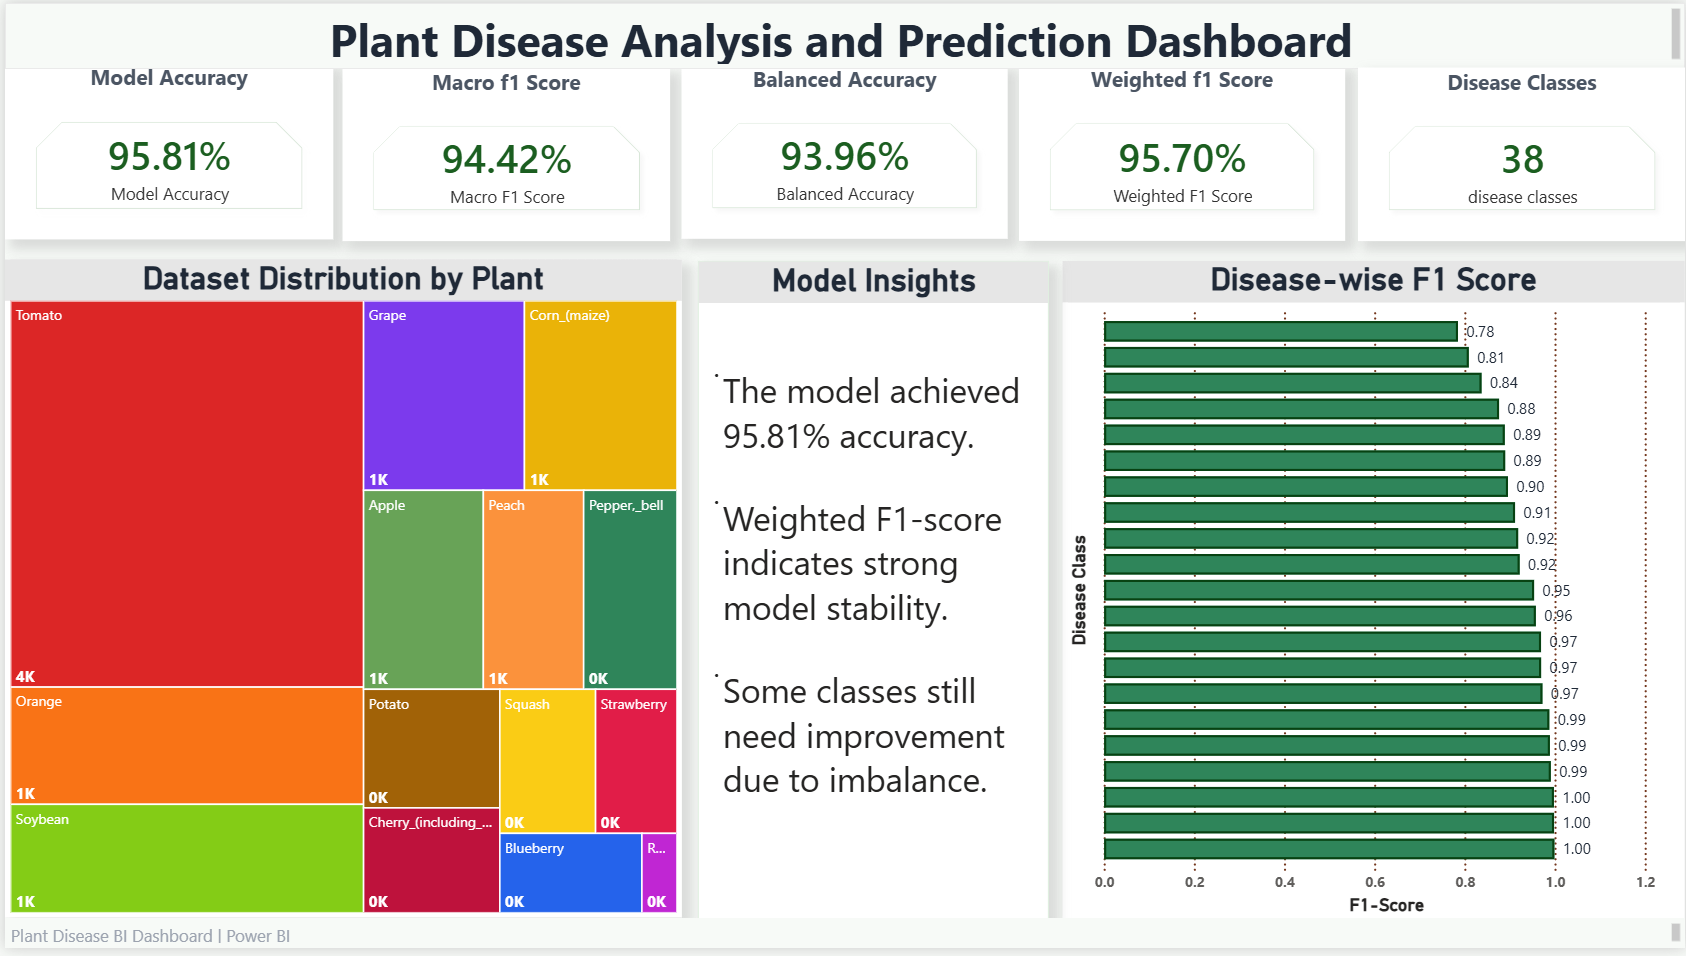 Plant Disease Analysis and Prediction Dashboard
Model Accuracy
95.81%
Model Accuracy
Macro f1 Score
94.42%
Macro F1 Score
Balanced Accuracy
93.96%
Balanced Accuracy
Weighted f1 Score
95.70%
Weighted F1 Score
Disease Classes
38
disease classes
Dataset Distribution by Plant
Tomato
4K
Orange
1K
Soybean
1K
Grape
1K
Corn_(maize)
1K
Apple
1K
Peach
1K
Pepper,_bell
0K
Potato
0K
Squash
0K
Strawberry
0K
Cherry_(including_...
0K
Blueberry
0K
R...
0K
Model Insights
The model achieved
95.81% accuracy.
Weighted F1-score
indicates strong
model stability.
Some classes still
need improvement
due to imbalance.
Disease-wise F1 Score
Disease Class
0.78
0.81
0.84
0.88
0.89
0.89
0.90
0.91
0.92
0.92
0.95
0.96
0.97
0.97
0.97
0.99
0.99
0.99
1.00
1.00
1.00
0.0 0.2 0.4 0.6 0.8 1.0 1.2
F1-Score
Plant Disease BI Dashboard | Power BI